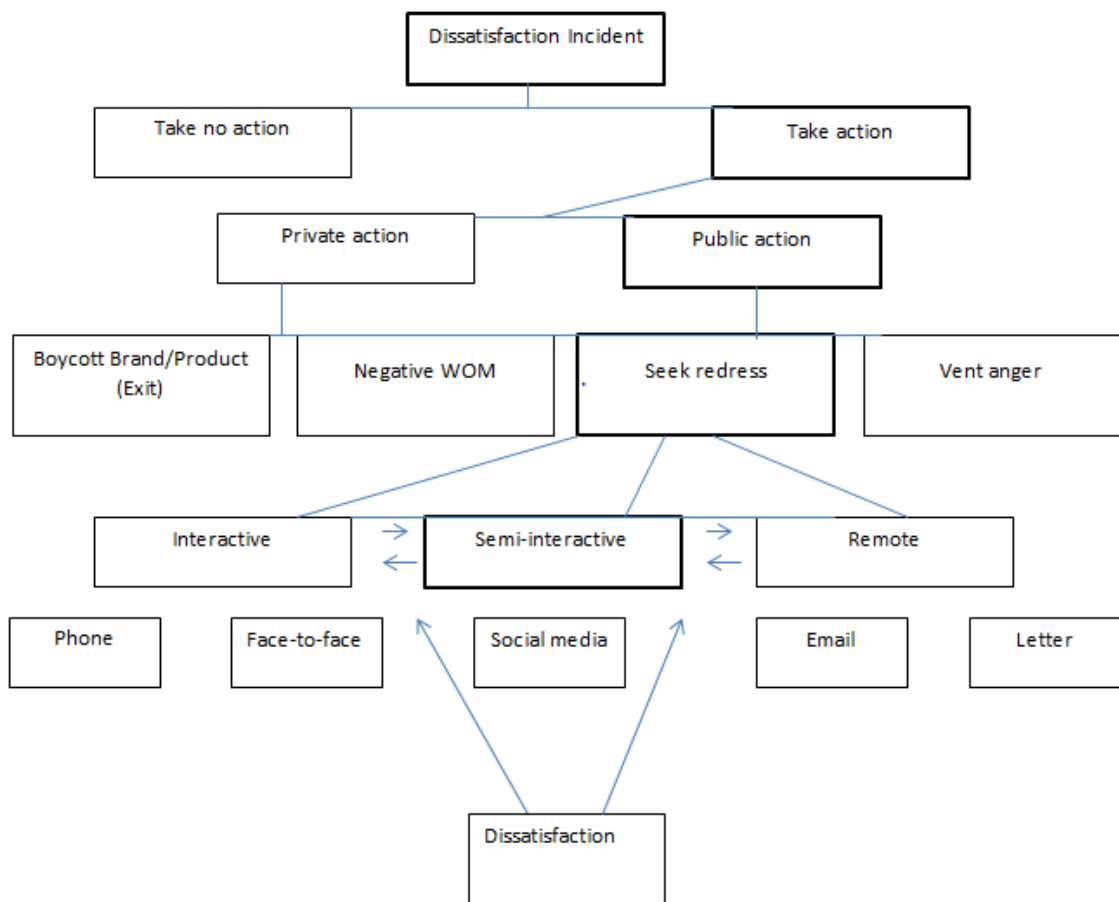 Dissatisfaction Incident
Take no action
Take action
Private action
Public action
Boycott Brand/Product
(Exit)
Negative WOM
Seek redress
Vent anger
Interactive
Semi-interactive
Remote
Phone
Face-to-face
Social media
Email
Letter
Dissatisfaction